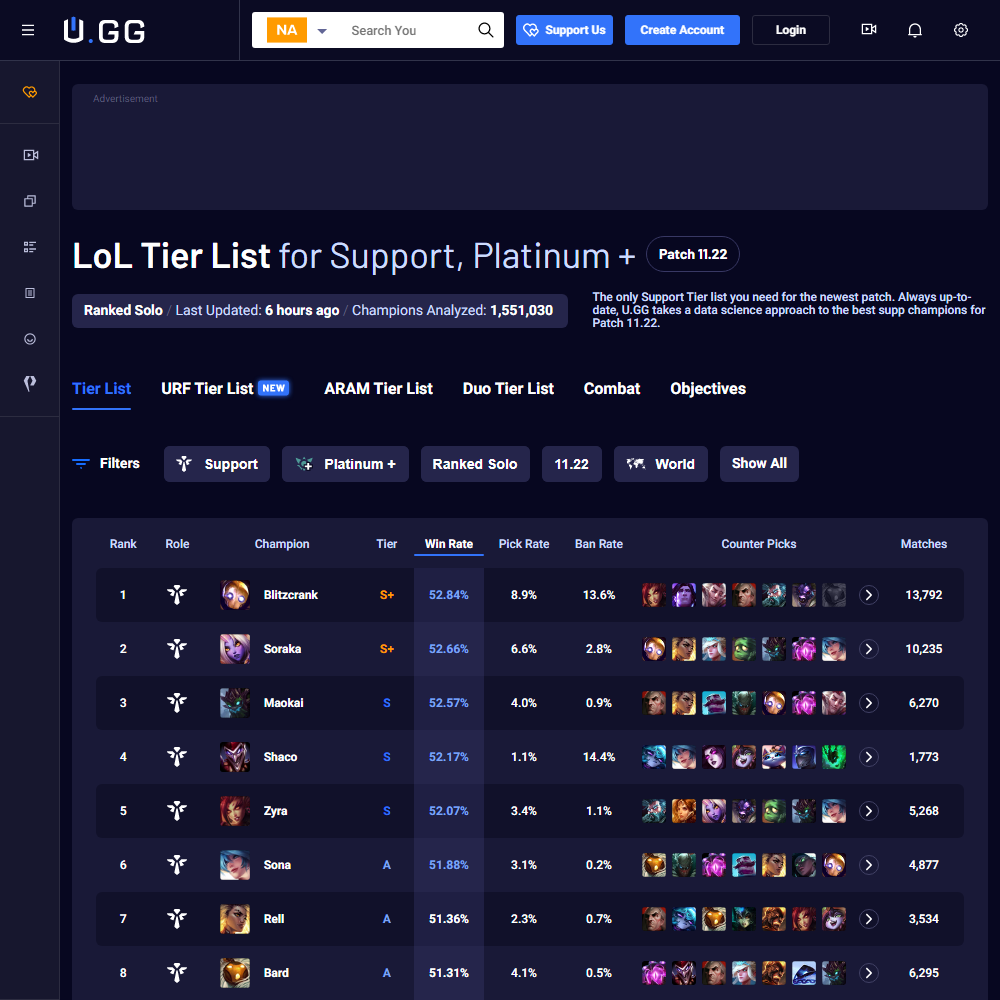 U.GG
NA Search You Support Us Create Account Login
Advertisement
LoL Tier List for Support, Platinum + Patch 11.22
Ranked Solo / Last Updated: 6 hours ago / Champions Analyzed: 1,551,030
The only Support Tier list you need for the newest patch. Always up-to-
date, U.GG takes a data science approach to the best supp champions for
Patch 11.22.
Tier List URF Tier List NEW ARAM Tier List Duo Tier List Combat Objectives
Filters Support Platinum + Ranked Solo 11.22 World Show All
Rank Role Champion Tier Win Rate Pick Rate Ban Rate Counter Picks Matches
1 Blitzcrank S+ 52.84% 8.9% 13.6% 13,792
2 Soraka S+ 52.66% 6.6% 2.8% 10,235
3 Maokai S 52.57% 4.0% 0.9% 6,270
4 Shaco S 52.17% 1.1% 14.4% 1,773
5 Zyra S 52.07% 3.4% 1.1% 5,268
6 Sona A 51.88% 3.1% 0.2% 4,877
7 Rell A 51.36% 2.3% 0.7% 3,534
8 Bard A 51.31% 4.1% 0.5% 6,295